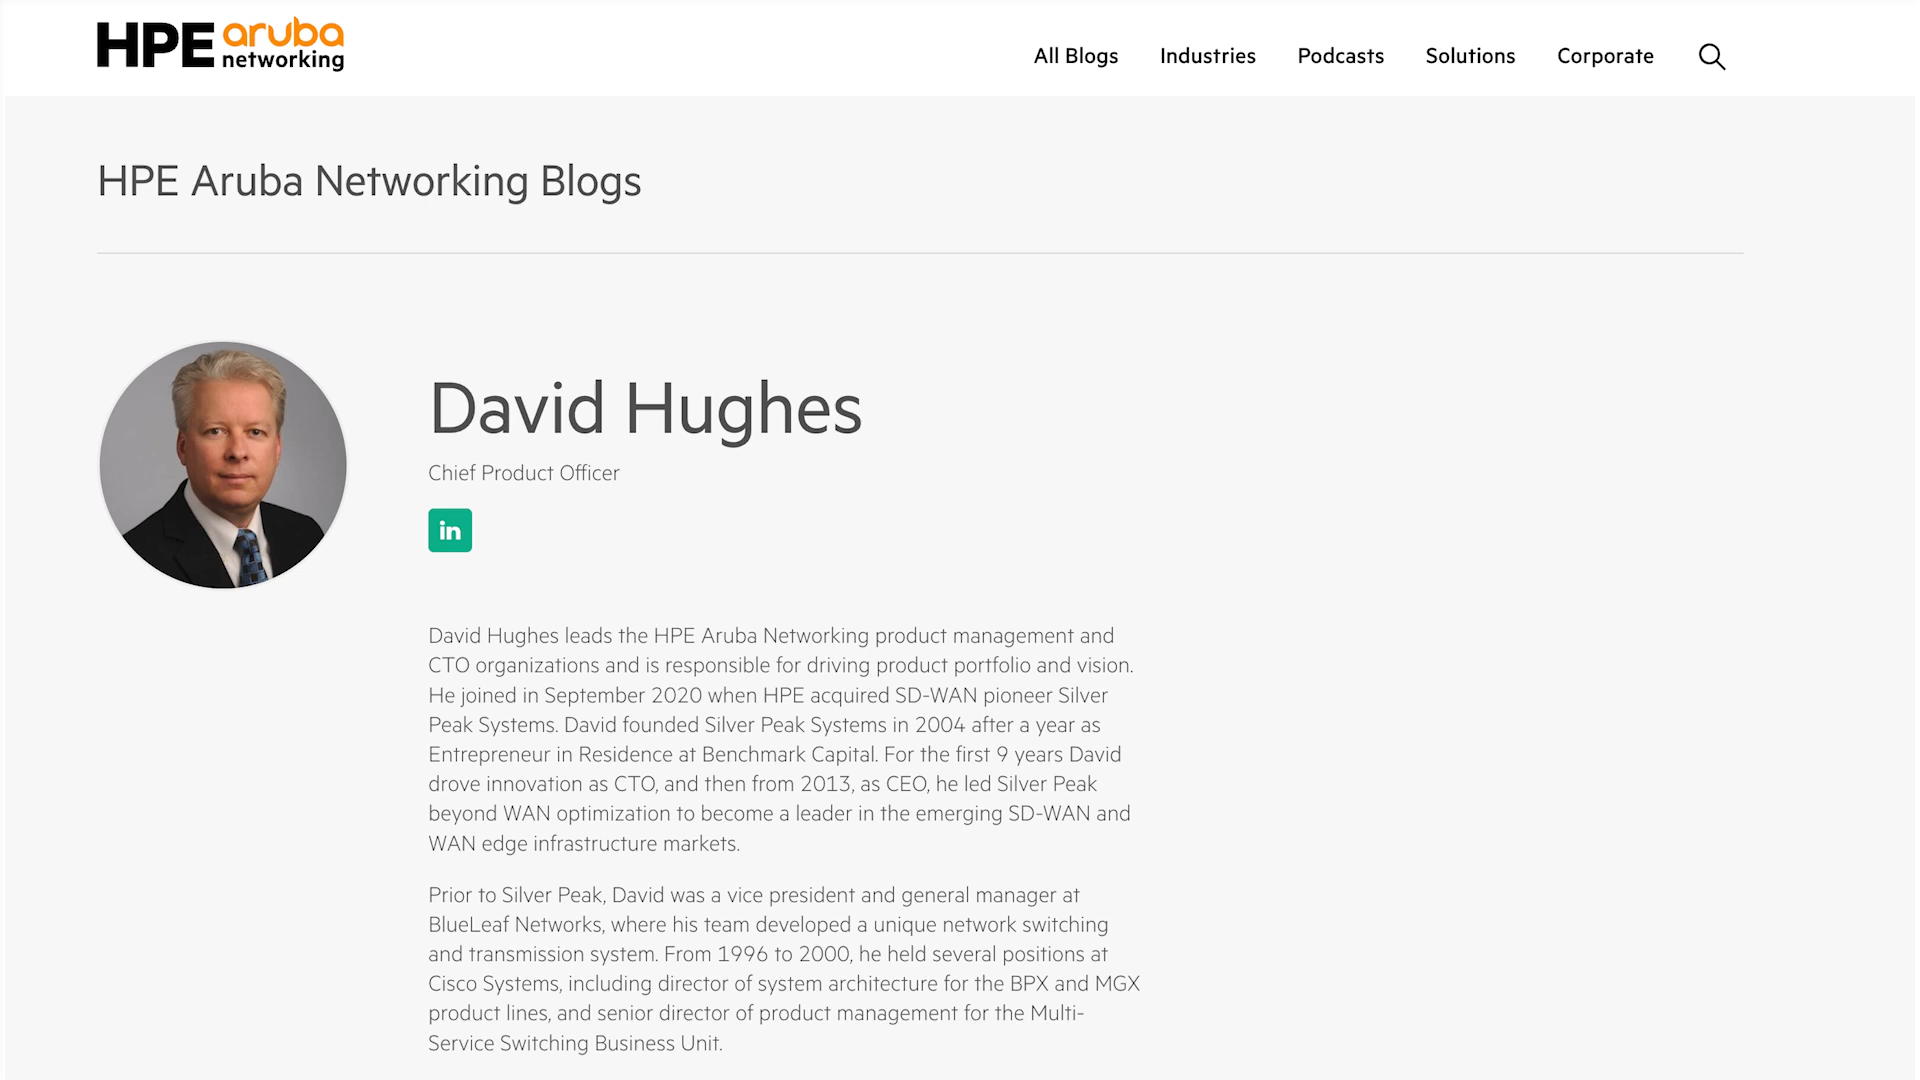 HPE aruba networking
All Blogs Industries Podcasts Solutions Corporate
HPE Aruba Networking Blogs
David Hughes
Chief Product Officer
in
David Hughes leads the HPE Aruba Networking product management and
CTO organizations and is responsible for driving product portfolio and vision.
He joined in September 2020 when HPE acquired SD-WAN pioneer Silver
Peak Systems. David founded Silver Peak Systems in 2004 after a year as
Entrepreneur in Residence at Benchmark Capital. For the first 9 years David
drove innovation as CTO, and then from 2013, as CEO, he led Silver Peak
beyond WAN optimization to become a leader in the emerging SD-WAN and
WAN edge infrastructure markets.
Prior to Silver Peak, David was a vice president and general manager at
BlueLeaf Networks, where his team developed a unique network switching
and transmission system. From 1996 to 2000, he held several positions at
Cisco Systems, including director of system architecture for the BPX and MGX
product lines, and senior director of product management for the Multi-
Service Switching Business Unit.